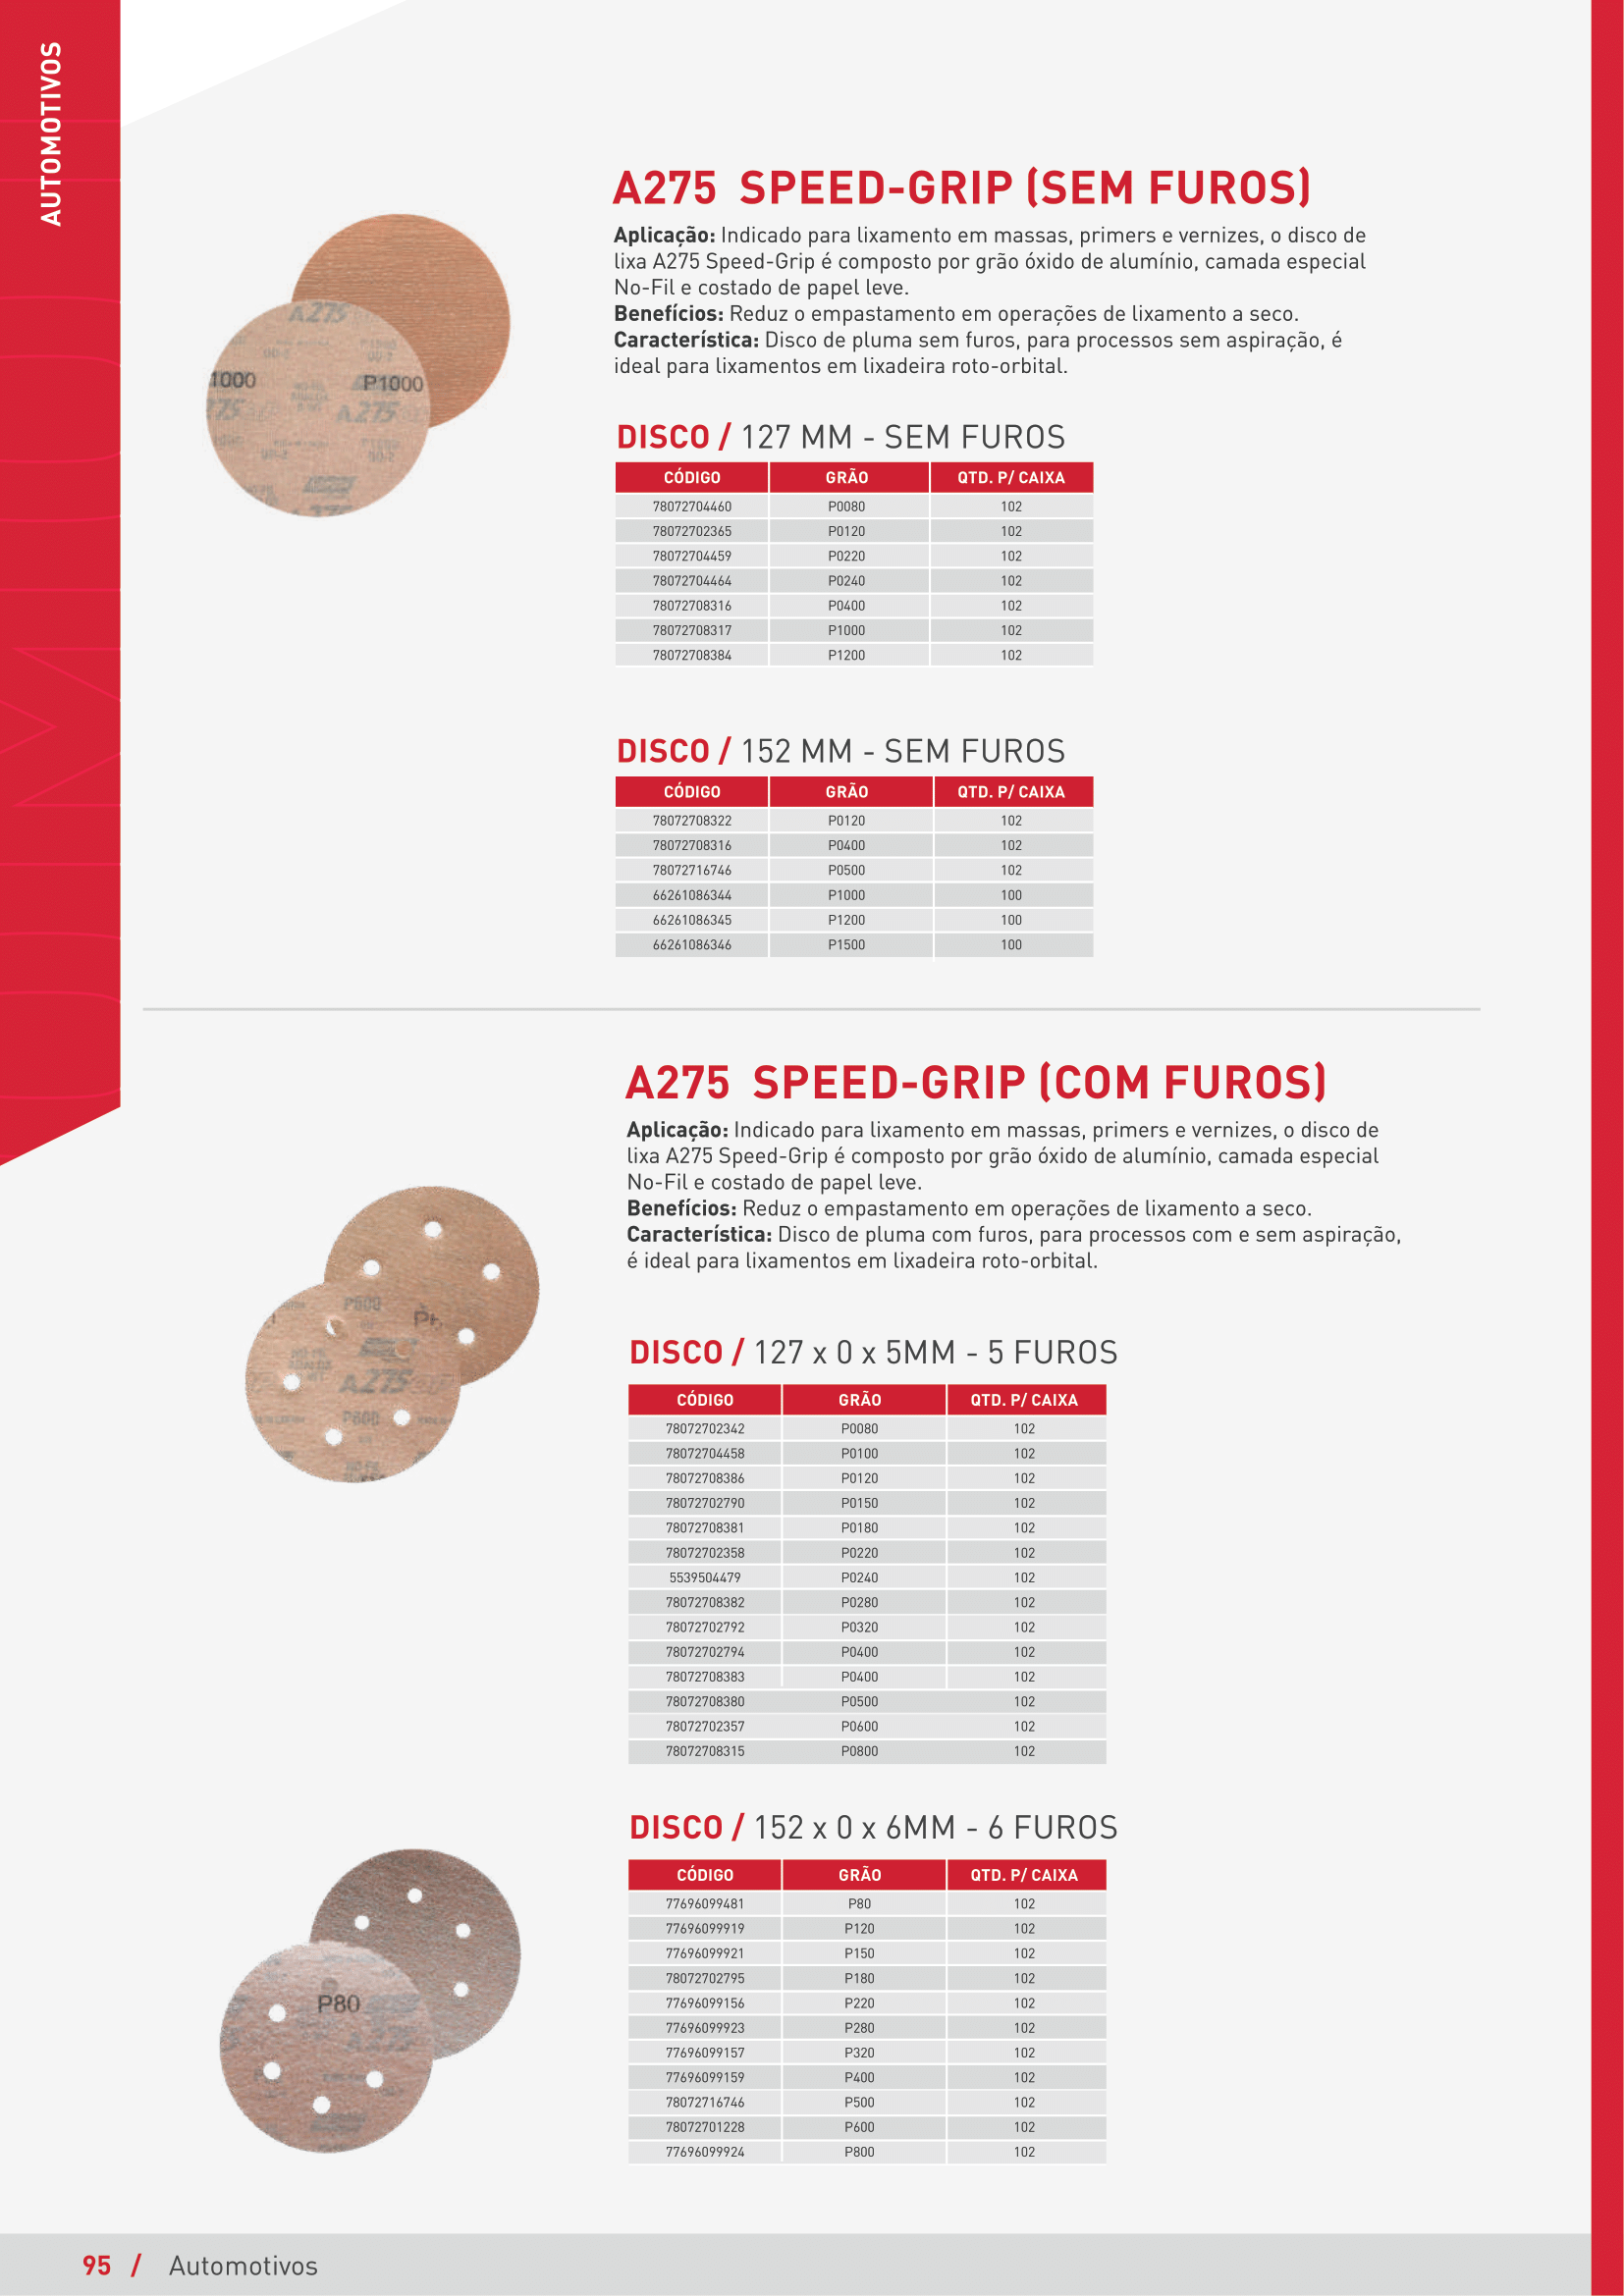 AUTOMOTIVOS
A275 SPEED-GRIP (SEM FUROS)
Aplicação: Indicado para lixamento em massas, primers e vernizes, o disco de
lixa A275 Speed-Grip é composto por grão óxido de alumínio, camada especial
No-Fil e costado de papel leve.
Benefícios: Reduz o empastamento em operações de lixamento a seco.
Característica: Disco de pluma sem furos, para processos sem aspiração, é
ideal para lixamentos em lixadeira roto-orbital.
A275
1000 P1000
A275
DISCO / 127 MM - SEM FUROS
CÓDIGO GRÃO QTD. P/ CAIXA
78072704460 P0080 102
78072702365 P0120 102
78072704459 P0220 102
78072704464 P0240 102
78072708316 P0400 102
78072708317 P1000 102
78072708384 P1200 102
DISCO / 152 MM - SEM FUROS
CÓDIGO GRÃO QTD. P/ CAIXA
78072708322 P0120 102
78072708316 P0400 102
78072716746 P0500 102
66261086344 P1000 100
66261086345 P1200 100
66261086346 P1500 100
A275 SPEED-GRIP (COM FUROS)
Aplicação: Indicado para lixamento em massas, primers e vernizes, o disco de
lixa A275 Speed-Grip é composto por grão óxido de alumínio, camada especial
No-Fil e costado de papel leve.
Benefícios: Reduz o empastamento em operações de lixamento a seco.
Característica: Disco de pluma com furos, para processos com e sem aspiração,
é ideal para lixamentos em lixadeira roto-orbital.
P600
A275
P600
DISCO / 127 x 0 x 5MM - 5 FUROS
CÓDIGO GRÃO QTD. P/ CAIXA
78072702342 P0080 102
78072704458 P0100 102
78072708386 P0120 102
78072702790 P0150 102
78072708381 P0180 102
78072702358 P0220 102
5539504479 P0240 102
78072708382 P0280 102
78072702792 P0320 102
78072702794 P0400 102
78072708383 P0400 102
78072708380 P0500 102
78072702357 P0600 102
78072708315 P0800 102
DISCO / 152 x 0 x 6MM - 6 FUROS
CÓDIGO GRÃO QTD. P/ CAIXA
77696099481 P80 102
77696099919 P120 102
77696099921 P150 102
78072702795 P180 102
77696099156 P220 102
77696099923 P280 102
77696099157 P320 102
77696099159 P400 102
78072716746 P500 102
78072701228 P600 102
77696099924 P800 102
P80
95 / Automotivos